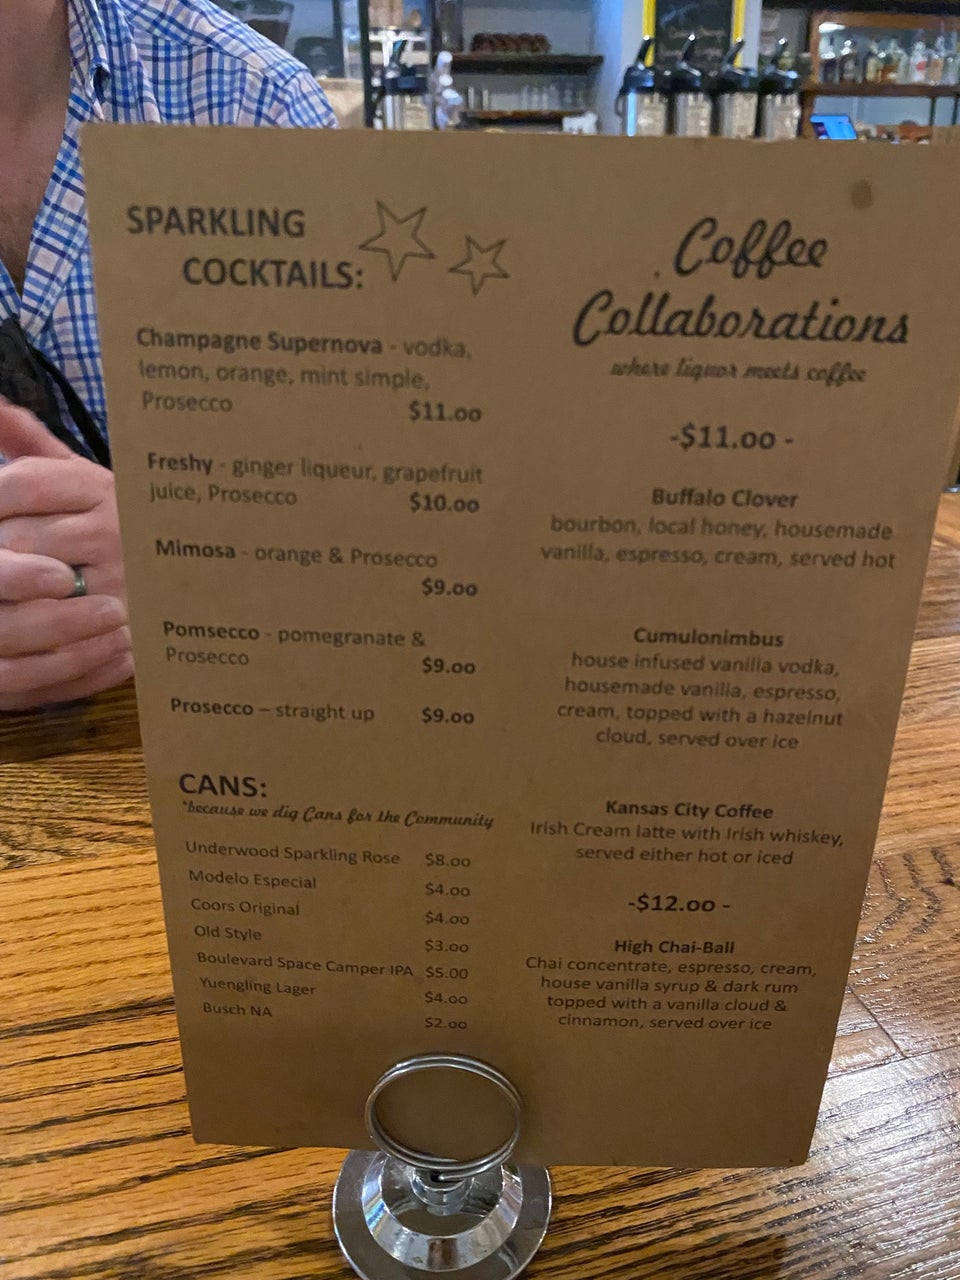 SPARKLING
COCKTAILS:
Champagne Supernova - vodka,
lemon, orange, mint simple,
Prosecco $11.00
Freshy - ginger liqueur, grapefruit
juice, Prosecco $10.00
Mimosa - orange & Prosecco
$9.00
Pomsecco - pomegranate &
Prosecco $9.00
Prosecco – straight up $9.00
CANS:
*because we dig Cans for the Community
Underwood Sparkling Rose $8.00
Modelo Especial $4.00
Coors Original $4.00
Old Style $3.00
Boulevard Space Camper IPA $5.00
Yuengling Lager $4.00
Busch NA $2.00
Coffee
Collaborations
where liquor meets coffee
-$11.00 -
Buffalo Clover
bourbon, local honey, housemade
vanilla, espresso, cream, served hot
Cumulonimbus
house infused vanilla vodka,
housemade vanilla, espresso,
cream, topped with a hazelnut
cloud, served over ice
Kansas City Coffee
Irish Cream latte with Irish whiskey,
served either hot or iced
-$12.00 -
High Chai-Ball
Chai concentrate, espresso, cream,
house vanilla syrup & dark rum
topped with a vanilla cloud &
cinnamon, served over ice